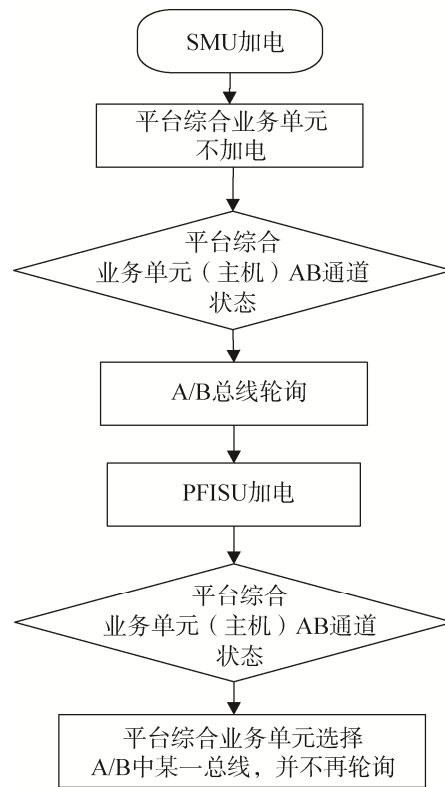 SMU加电
平台综合业务单元
不加电
平台综合
业务单元（主机）AB通道
状态
A/B总线轮询
PFISU加电
平台综合
业务单元（主机）AB通道
状态
平台综合业务单元选择
A/B中某一总线，并不再轮询